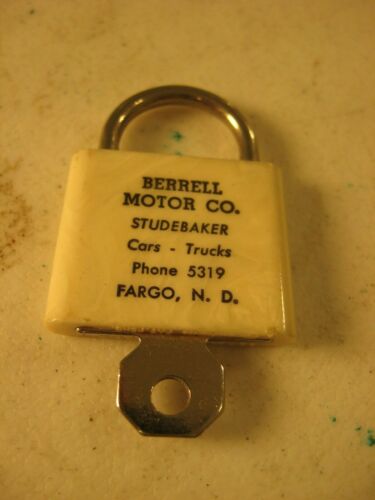 BERRELL
MOTOR CO.
STUDEBAKER
Cars - Trucks
Phone 5319
FARGO, N. D.